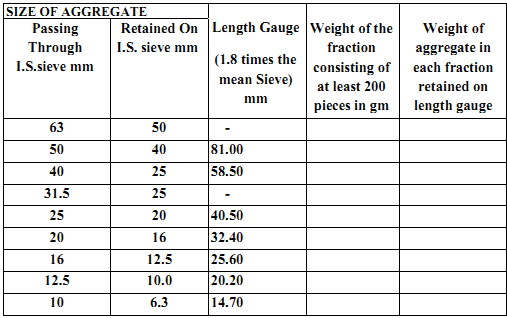 SIZE OF AGGREGATE
Passing
Through
I.S.sieve mm
Retained On
I.S. sieve mm
Length Gauge
(1.8 times the
mean Sieve)
mm
Weight of the
fraction
consisting of
at least 200
pieces in gm
Weight of
aggregate in
each fraction
retained on
length gauge
63 50 -
50 40 81.00
40 25 58.50
31.5 25 -
25 20 40.50
20 16 32.40
16 12.5 25.60
12.5 10.0 20.20
10 6.3 14.70